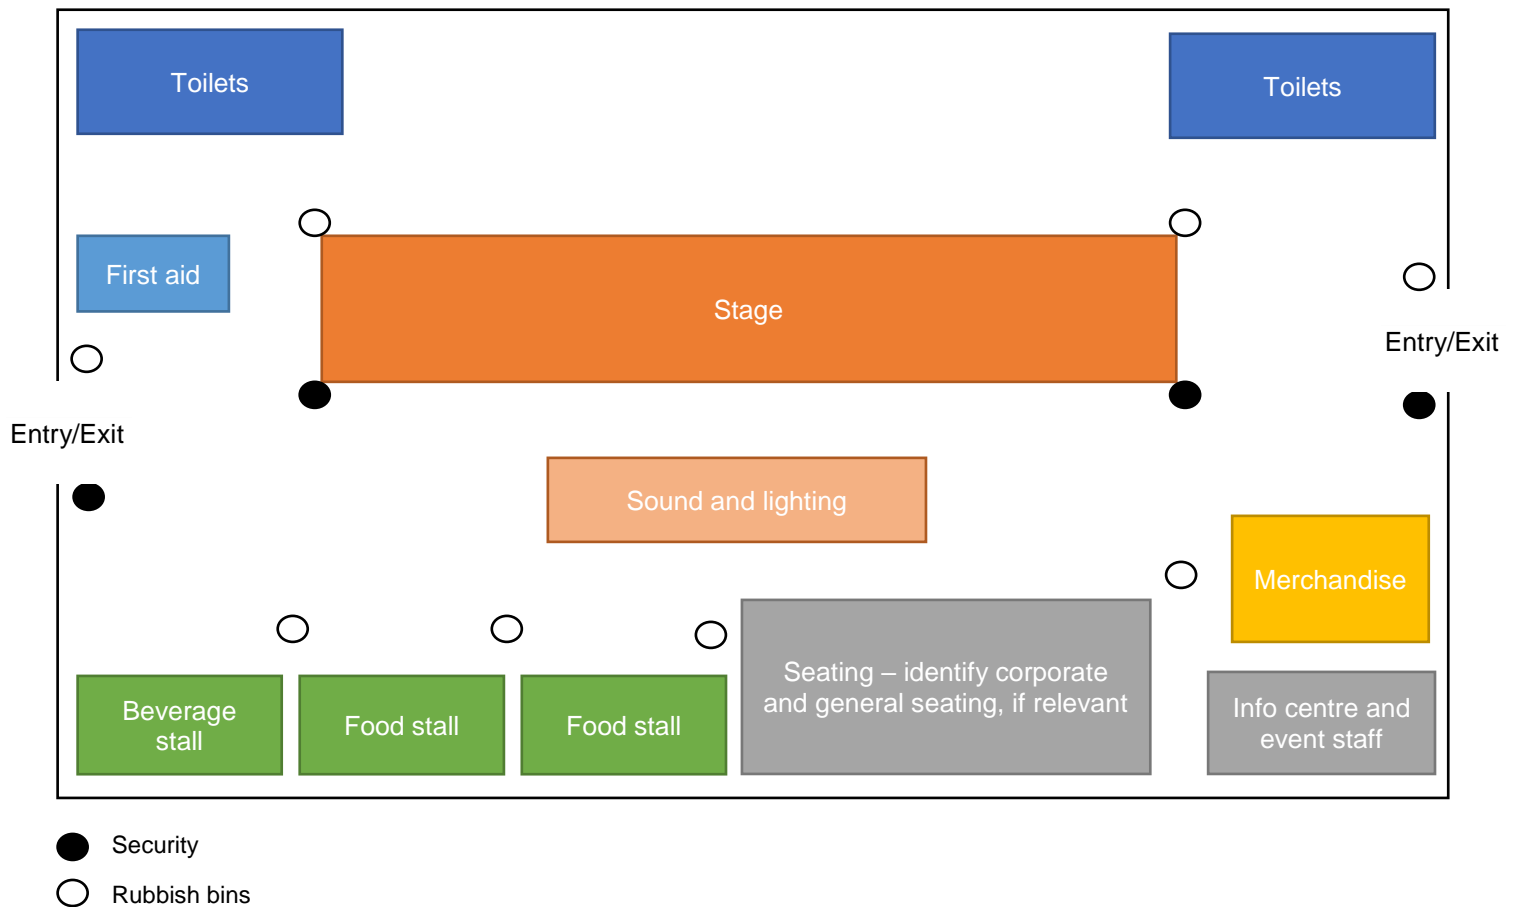 Toilets
Toilets
First aid
Stage
Entry/Exit
Entry/Exit
Sound and lighting
Merchandise
Beverage
stall
Food stall
Food stall
Seating – identify corporate
and general seating, if relevant
Info centre and
event staff
Security
Rubbish bins